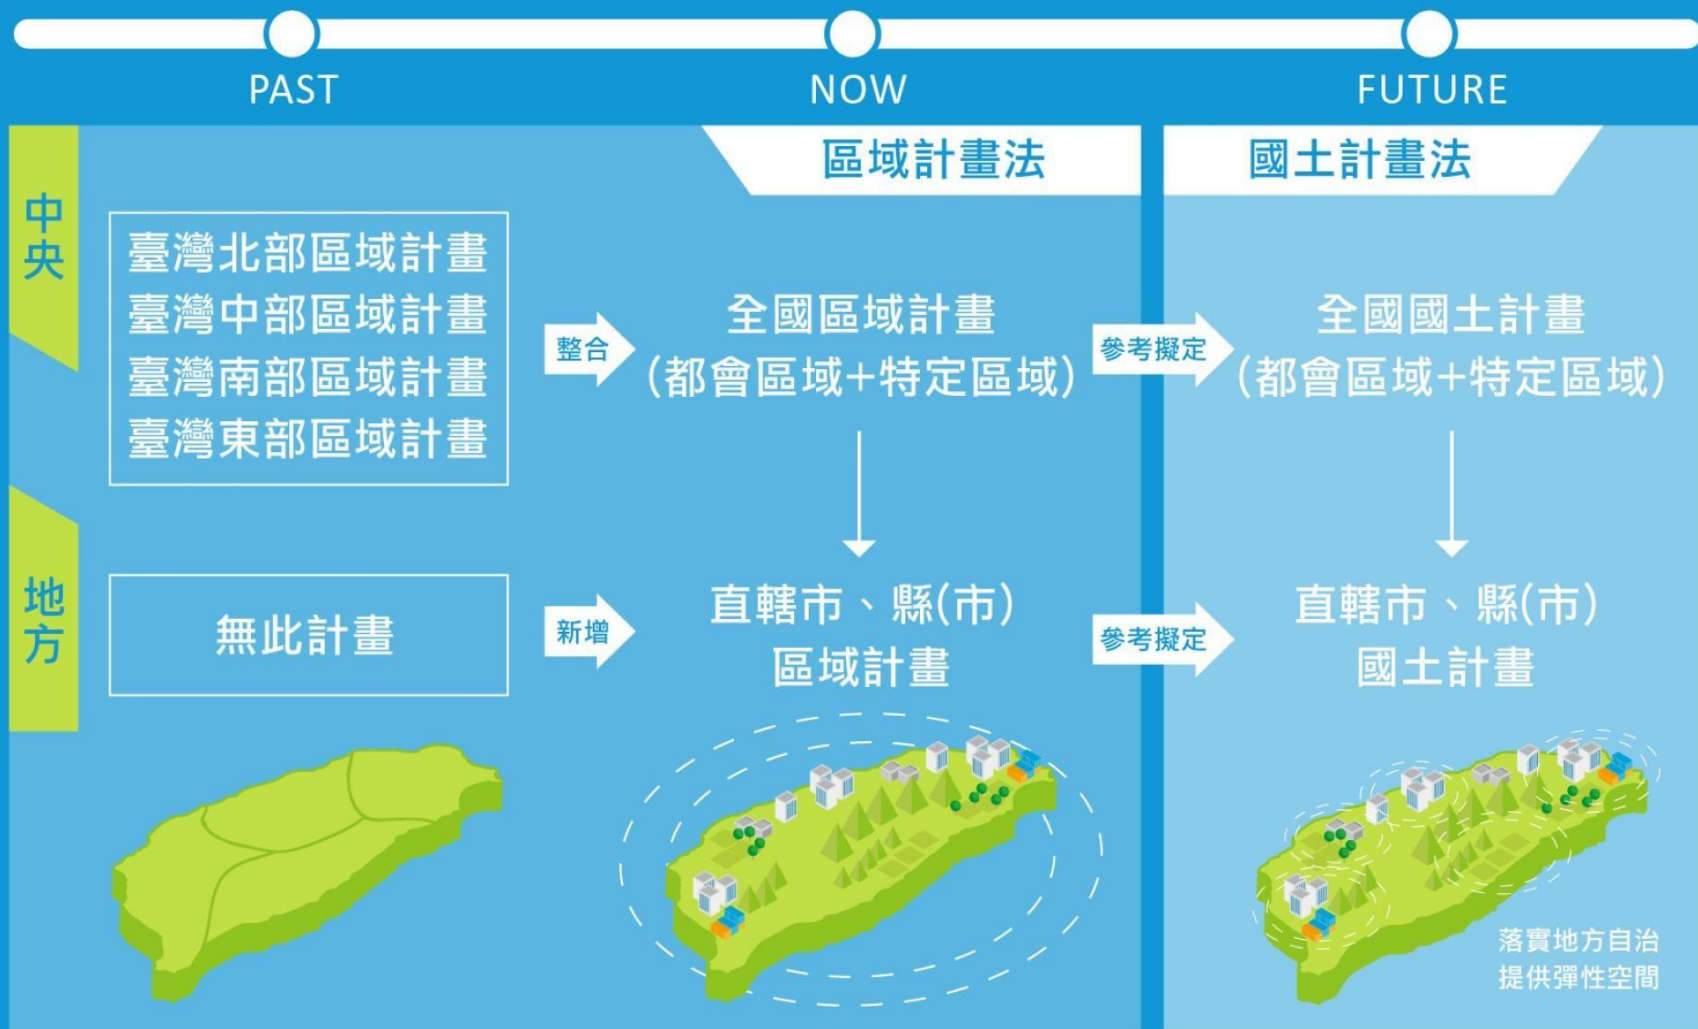 PAST
NOW
FUTURE
區域計畫法
國土計畫法
中央
臺灣北部區域計畫
臺灣中部區域計畫
臺灣南部區域計畫
臺灣東部區域計畫
整合
全國區域計畫
(都會區域+特定區域)
參考擬定
全國國土計畫
(都會區域+特定區域)
地方
無此計畫
新增
直轄市、縣(市)
區域計畫
參考擬定
直轄市、縣(市)
國土計畫
落實地方自治
提供彈性空間